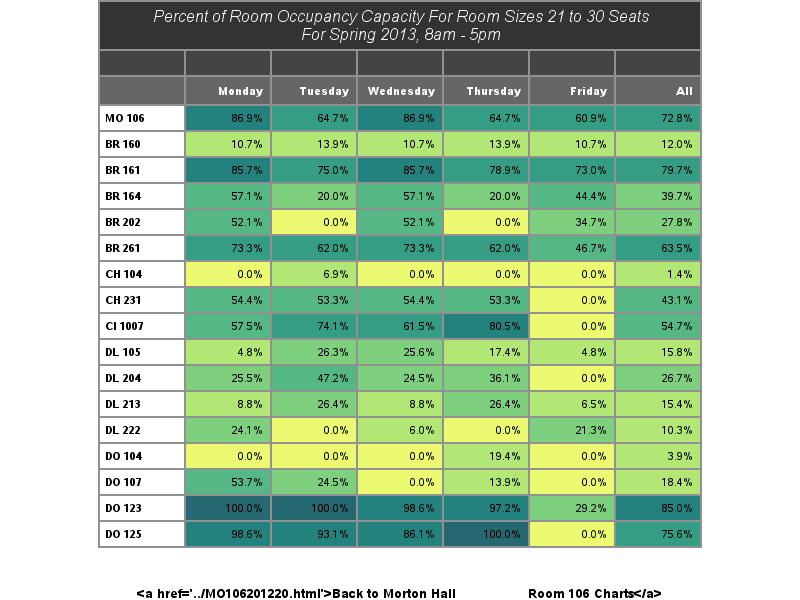 Percent of Room Occupancy Capacity For Room Sizes 21 to 30 Seats
For Spring 2013, 8am - 5pm
Monday Tuesday Wednesday Thursday Friday All
MO 106 86.9% 64.7% 86.9% 64.7% 60.9% 72.8%
BR 160 10.7% 13.9% 10.7% 13.9% 10.7% 12.0%
BR 161 85.7% 75.0% 85.7% 78.9% 73.0% 79.7%
BR 164 57.1% 20.0% 57.1% 20.0% 44.4% 39.7%
BR 202 52.1% 0.0% 52.1% 0.0% 34.7% 27.8%
BR 261 73.3% 62.0% 73.3% 62.0% 46.7% 63.5%
CH 104 0.0% 6.9% 0.0% 0.0% 0.0% 1.4%
CH 231 54.4% 53.3% 54.4% 53.3% 0.0% 43.1%
CI 1007 57.5% 74.1% 61.5% 80.5% 0.0% 54.7%
DL 105 4.8% 26.3% 25.6% 17.4% 4.8% 15.8%
DL 204 25.5% 47.2% 24.5% 36.1% 0.0% 26.7%
DL 213 8.8% 26.4% 8.8% 26.4% 6.5% 15.4%
DL 222 24.1% 0.0% 6.0% 0.0% 21.3% 10.3%
DO 104 0.0% 0.0% 0.0% 19.4% 0.0% 3.9%
DO 107 53.7% 24.5% 0.0% 13.9% 0.0% 18.4%
DO 123 100.0% 100.0% 98.6% 97.2% 29.2% 85.0%
DO 125 98.6% 93.1% 86.1% 100.0% 0.0% 75.6%
<a href='../MO106201220.html'>Back to Morton Hall Room 106 Charts</a>